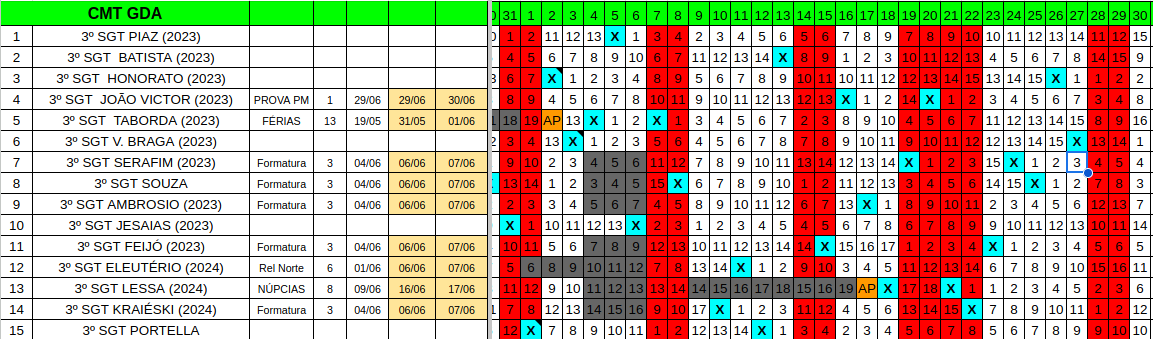 CMT GDA 31 1 2 3 4 5 6 7 8 9 10 11 12 13 14 15 16 17 18 19 20 21 22 23 24 25 26 27 28 29 30
1 3º SGT PIAZ (2023) 1 2 11 12 13 X 1 3 4 2 3 4 5 6 5 6 7 8 9 7 8 9 10 10 11 12 13 14 11 12 15
2 3º SGT BATISTA (2023) 4 5 6 7 8 9 10 6 7 11 12 13 14 X 8 9 1 2 3 10 11 12 13 4 5 6 7 8 14 15 9
3 3º SGT HONORATO (2023) 6 7 X 1 2 3 4 8 9 5 6 7 8 9 10 11 10 11 12 12 13 14 15 13 14 15 X 1 1 2 2
4 3º SGT JOÃO VICTOR (2023) PROVA PM 1 29/06 29/06 30/06 8 9 4 5 6 7 8 10 11 9 10 11 12 13 12 13 X 1 2 14 X 1 2 3 4 5 6 7 3 4 8
5 3º SGT TABORDA (2023) FÉRIAS 13 19/05 31/05 01/06 18 19 AP 13 X 1 2 X 1 3 4 5 6 7 2 3 8 9 10 4 5 6 7 11 12 13 14 15 8 9 16
6 3º SGT V. BRAGA (2023) 3 4 13 X 1 2 3 5 6 4 5 6 7 8 7 8 9 10 11 9 10 11 12 12 13 14 15 X 13 14 1
7 3º SGT SERAFIM (2023) Formatura 3 04/06 06/06 07/06 9 10 2 3 4 5 6 11 12 7 8 9 10 11 13 14 12 13 14 X 1 2 3 15 X 1 2 3 4 5 4
8 3º SGT SOUZA Formatura 3 04/06 06/06 07/06 13 14 1 2 3 4 5 15 X 6 7 8 9 10 1 2 11 12 13 3 4 5 6 14 15 X 1 2 7 8 3
9 3º SGT AMBROSIO (2023) Formatura 3 04/06 06/06 07/06 2 3 3 4 5 6 7 4 5 8 9 10 11 12 6 7 13 X 1 8 9 10 11 2 3 4 5 6 12 13 7
10 3º SGT JESAIAS (2023) X 1 10 11 12 13 X 2 3 1 2 3 4 5 4 5 6 7 8 6 7 8 9 9 10 11 12 13 10 11 14
11 3º SGT FEIJÓ (2023) Formatura 3 04/06 06/06 07/06 10 11 5 6 7 8 9 12 13 10 11 12 13 14 14 X 15 16 17 1 2 3 4 X 1 2 3 4 5 6 5
12 3º SGT ELEUTÉRIO (2024) Rel Norte 6 01/06 06/06 07/06 5 6 8 9 10 11 12 7 8 13 14 X 1 2 9 10 3 4 5 11 12 13 14 6 7 8 9 10 15 16 11
13 3º SGT LESSA (2024) NÚPCIAS 8 09/06 16/06 17/06 11 12 9 10 11 12 13 13 14 14 15 16 17 18 15 16 19 AP X 17 18 X 1 1 2 3 4 5 2 3 6
14 3º SGT KRAIÉSKI (2024) Formatura 3 04/06 06/06 07/06 7 8 12 13 14 15 16 9 10 17 X 1 2 3 11 12 4 5 6 13 14 15 X 7 8 9 10 11 1 2 12
15 3º SGT PORTELLA 12 X 7 8 9 10 11 1 2 12 13 14 X 1 3 4 2 3 4 5 6 7 8 5 6 7 8 9 9 10 10